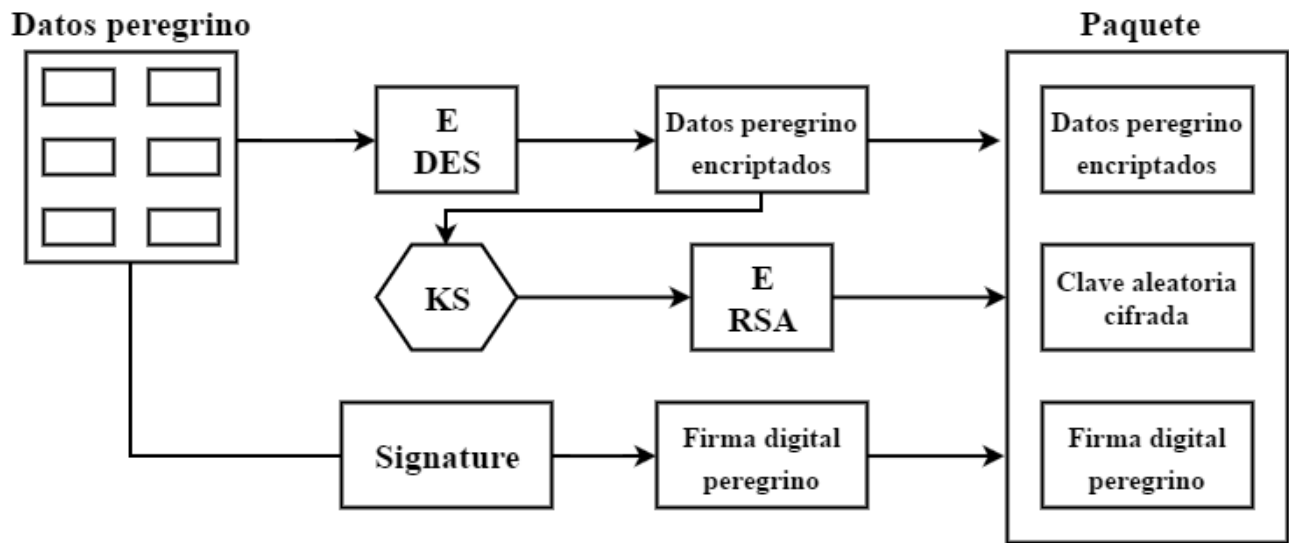 Datos peregrino
Paquete
E
DES
Datos peregrino
encriptados
Datos peregrino
encriptados
KS
E
RSA
Clave aleatoria
cifrada
Signature
Firma digital
peregrino
Firma digital
peregrino